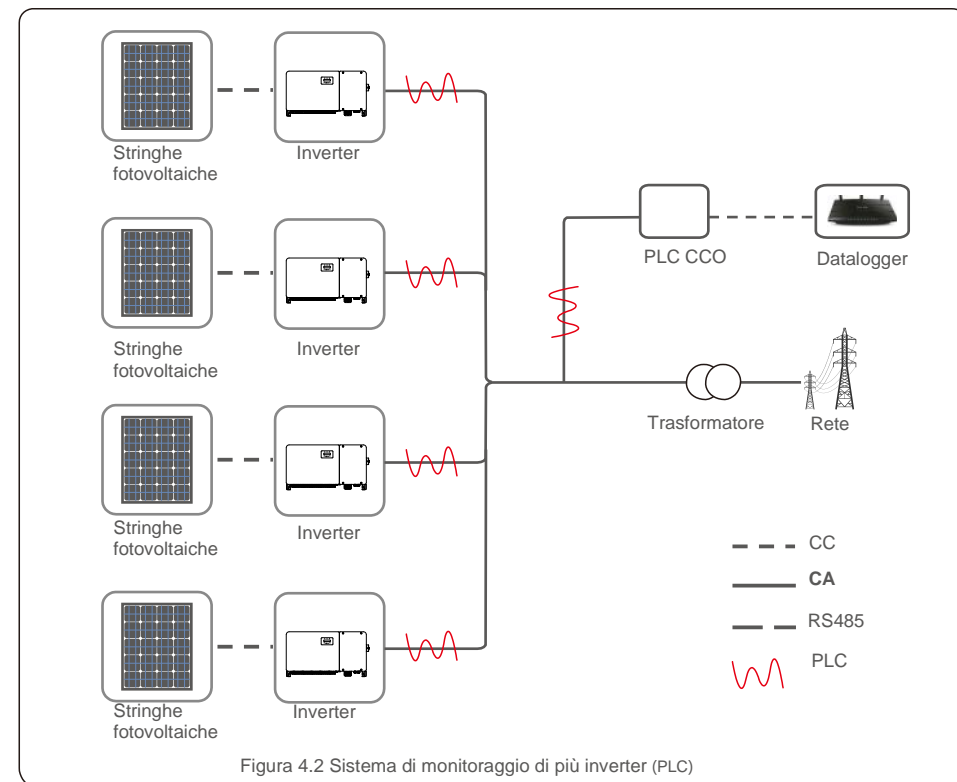 Stringhe
fotovoltaiche
Inverter
PLC CCO
Datalogger
Stringhe
fotovoltaiche
Inverter
Trasformatore
Rete
Stringhe
fotovoltaiche
Inverter
CC
CA
RS485
PLC
Stringhe
fotovoltaiche
Inverter
Figura 4.2 Sistema di monitoraggio di più inverter (PLC)